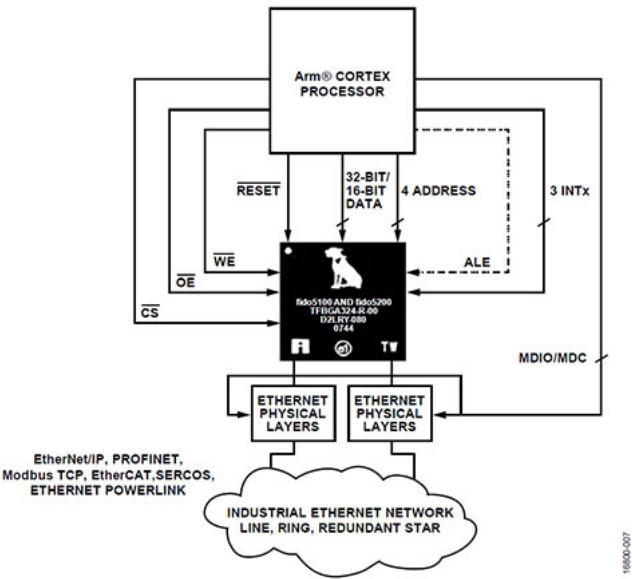 Arm® CORTEX
PROCESSOR
RESET
32-BIT/
16-BIT
DATA
4 ADDRESS
3 INTx
WE
ALE
OE
CS
fido5100 AND fido5200
TFBGA324-R-00
D2LRY-080
0744
MDIO/MDC
ETHERNET
PHYSICAL
LAYERS
ETHERNET
PHYSICAL
LAYERS
EtherNet/IP, PROFINET,
Modbus TCP, EtherCAT,SERCOS,
ETHERNET POWERLINK
INDUSTRIAL ETHERNET NETWORK
LINE, RING, REDUNDANT STAR
16800-007